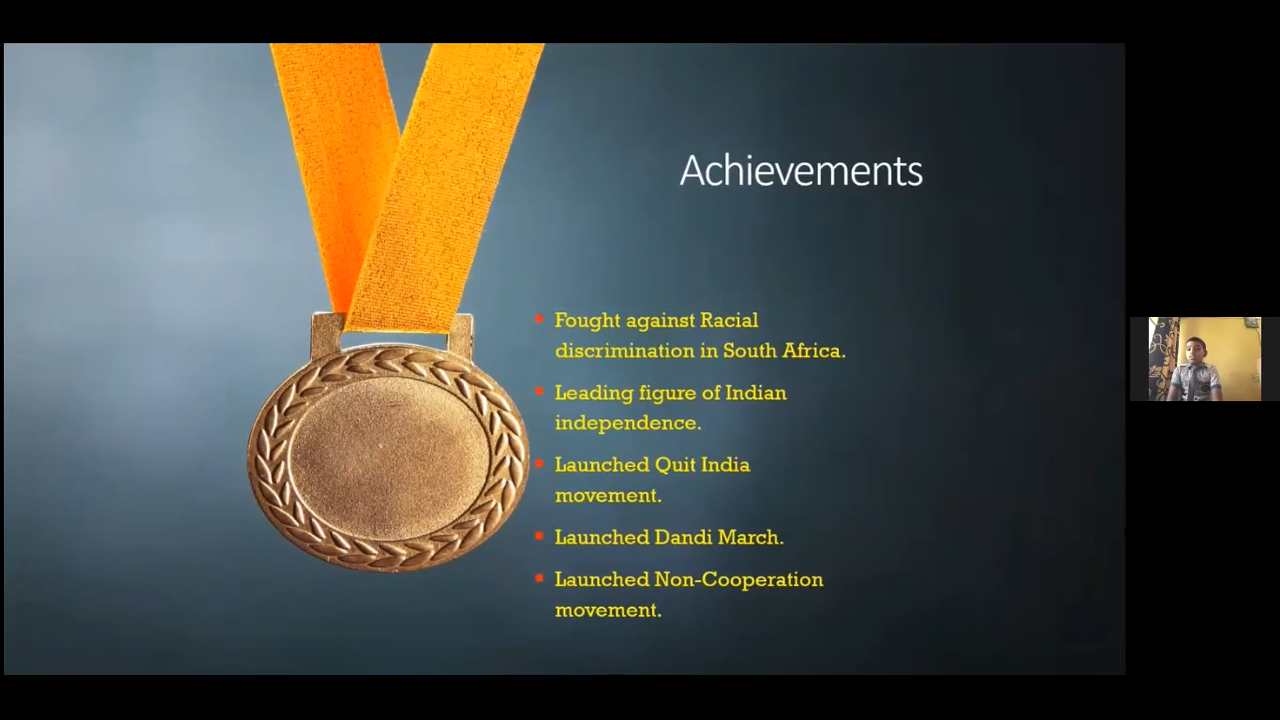 Achievements
Fought against Racial
discrimination in South Africa.
Leading figure of Indian
independence.
Launched Quit India
movement.
Launched Dandi March.
Launched Non-Cooperation
movement.